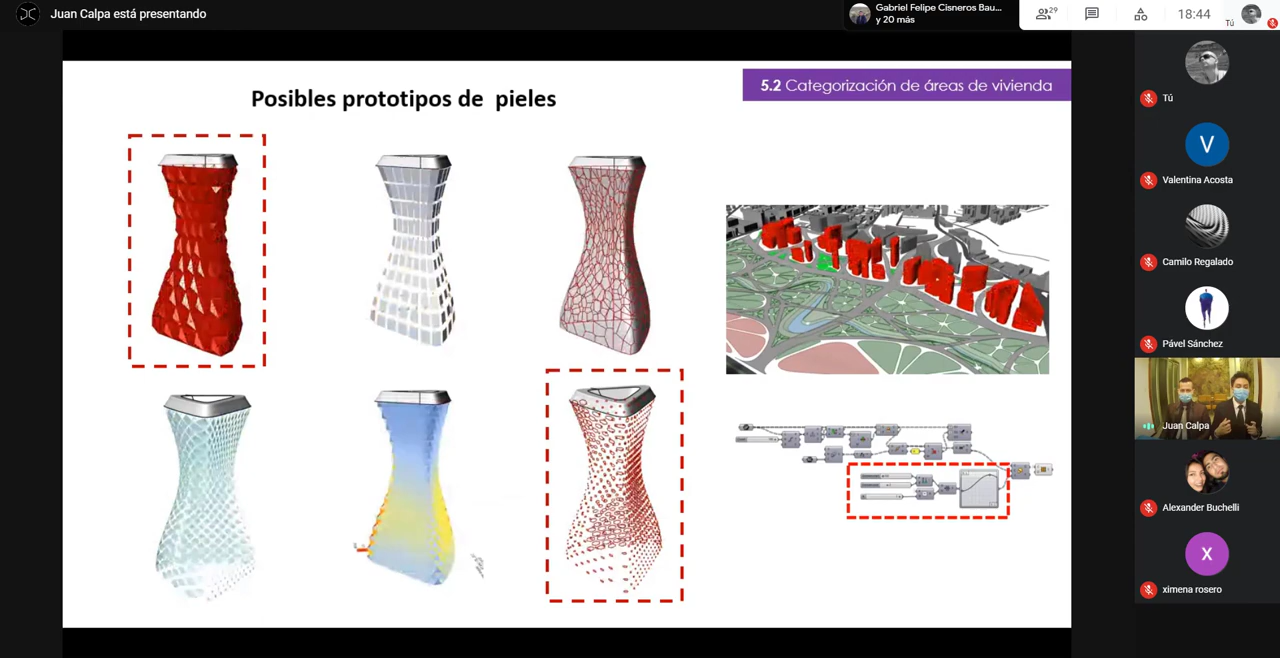 Juan Calpa está presentando
Gabriel Felipe Cisneros Bau...
y 20 más
29
18:44
Tú
Posibles prototipos de pieles
5.2 Categorización de áreas de vivienda
Tú
V
Valentina Acosta
Camilo Regalado
Pável Sánchez
Juan Calpa
Alexander Buchelli
X
ximena rosero